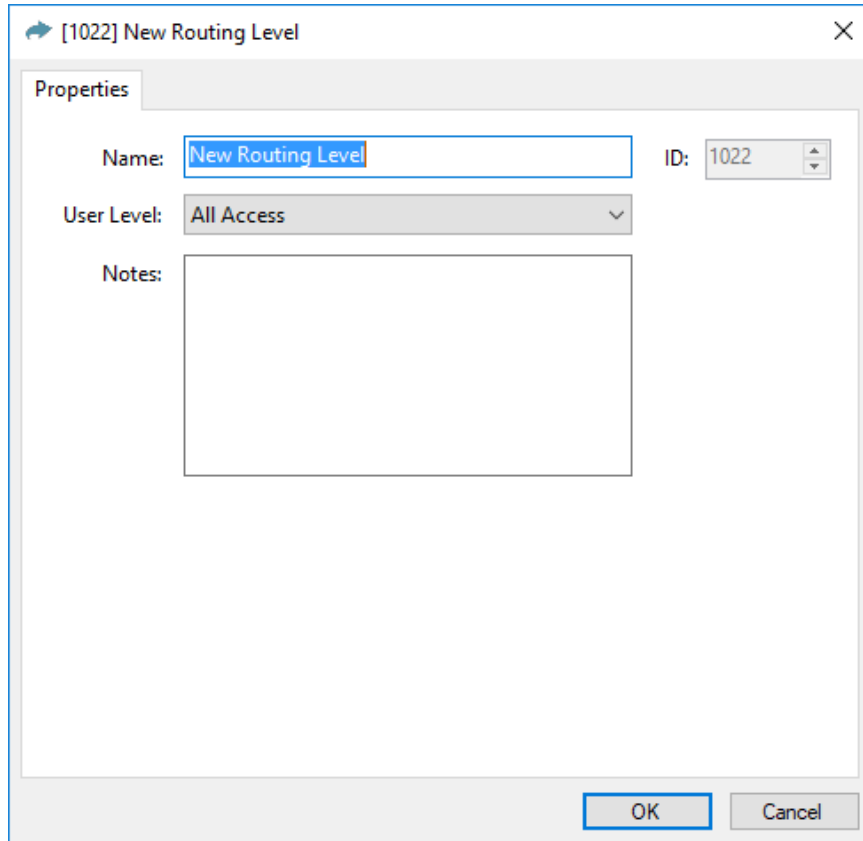 [1022] New Routing Level
Properties
Name: New Routing Level ID: 1022
User Level: All Access
Notes:
OK Cancel